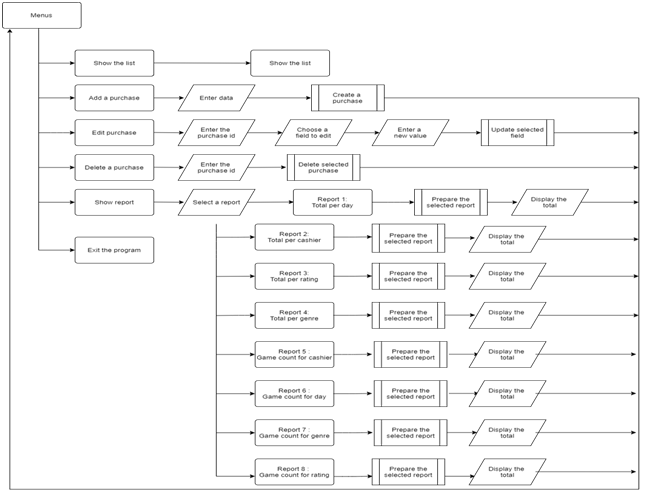 Menus
Show the list
Show the list
Add a purchase
Enter data
Create a
purchase
Edit purchase
Enter the
purchase id
Choose a
field to edit
Enter a
new value
Update selected
field
Delete a purchase
Enter the
purchase id
Delete selected
purchase
Show report
Select a report
Report 1:
Total per day
Prepare the
selected report
Display the
total
Exit the program
Report 2:
Total per cashier
Prepare the
selected report
Display the
total
Report 3:
Total per rating
Prepare the
selected report
Display the
total
Report 4:
Total per genre
Prepare the
selected report
Display the
total
Report 5 :
Game count for cashier
Prepare the
selected report
Display the
total
Report 6 :
Game count for day
Prepare the
selected report
Display the
total
Report 7 :
Game count for genre
Prepare the
selected report
Display the
total
Report 8 :
Game count for rating
Prepare the
selected report
Display the
total